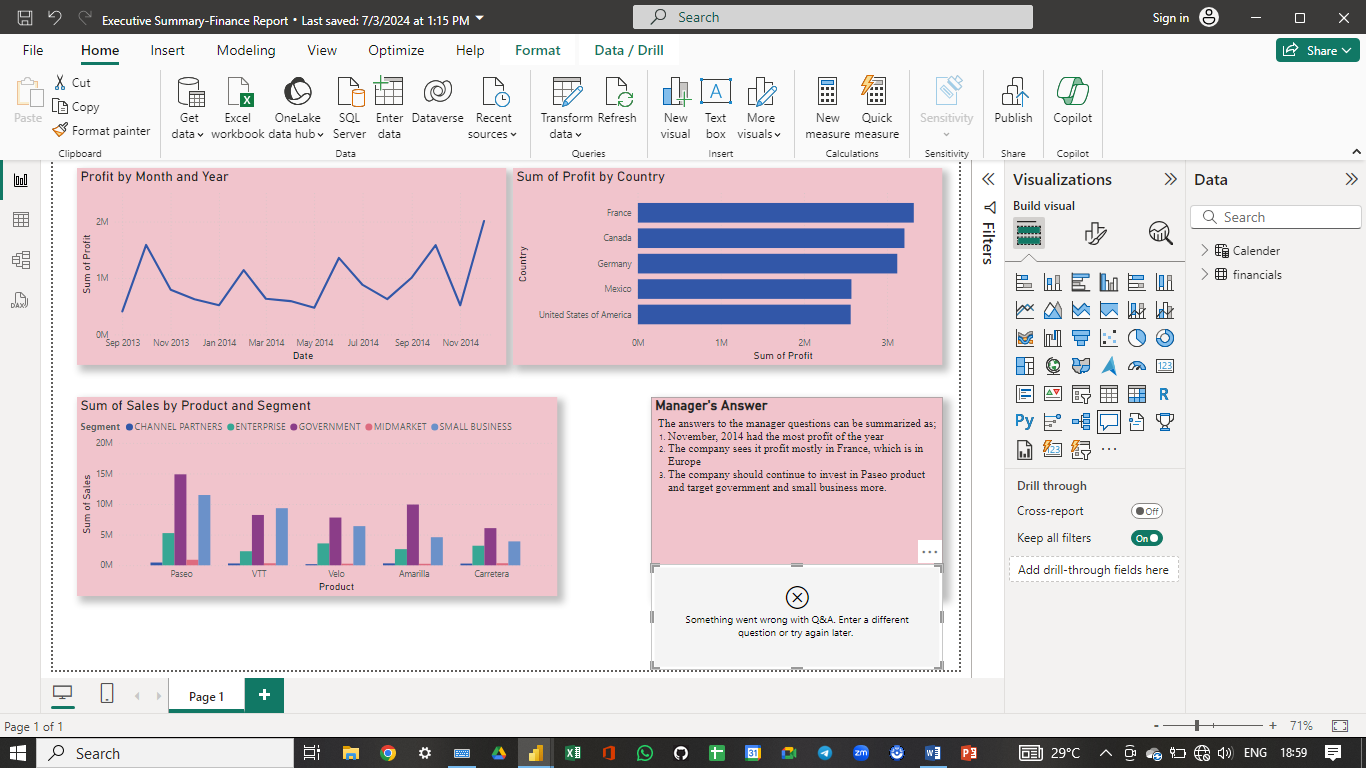 Executive Summary-Finance Report • Last saved: 7/3/2024 at 1:15 PM
Search
Sign in
File Home Insert Modeling View Optimize Help Format Data / Drill
Share
Paste
Cut
Copy
Format painter
Get data
Excel workbook
OneLake data hub
SQL Server
Enter data
Dataverse
Recent sources
Transform data
Refresh
New visual
Text box
More visuals
New measure
Quick measure
Sensitivity
Publish
Copilot
Clipboard
Data
Queries
Insert
Calculations
Sensitivity
Share
Copilot
DAX
Profit by Month and Year
Sum of Profit
2M
1M
0M
Sep 2013 Nov 2013 Jan 2014 Mar 2014 May 2014 Jul 2014 Sep 2014 Nov 2014
Date
Sum of Profit by Country
Country
France
Canada
Germany
Mexico
United States of America
0M 1M 2M 3M
Sum of Profit
Sum of Sales by Product and Segment
Segment CHANNEL PARTNERS ENTERPRISE GOVERNMENT MIDMARKET SMALL BUSINESS
Sum of Sales
20M
15M
10M
5M
0M
Paseo VTT Velo Amarilla Carretera
Product
Manager's Answer
The answers to the manager questions can be summarized as;
1. November, 2014 had the most profit of the year
2. The company sees it profit mostly in France, which is in
Europe
3. The company should continue to invest in Paseo product
and target government and small business more.
Something went wrong with Q&A. Enter a different
question or try again later.
Filters
Visualizations
Build visual
123
R
Py
123
Drill through
Cross-report
Off
Keep all filters
On
Add drill-through fields here
Data
Search
Calender
financials
Page 1
Page 1 of 1
- + 71%
Search
31
zm
29°C
ENG
18:59